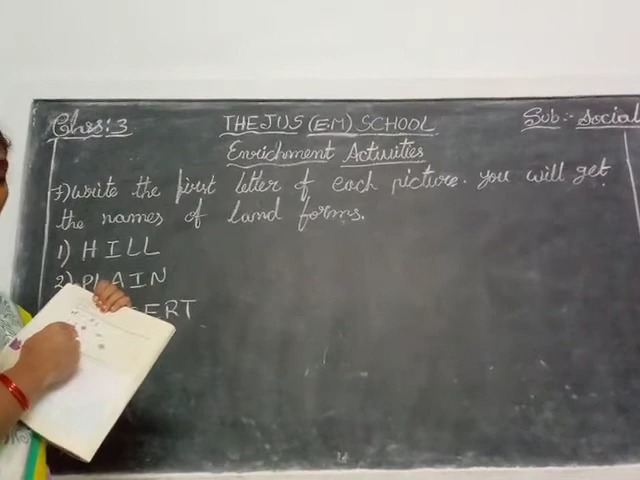 Class: 3 THEJUS (EM) SCHOOL Sub:- Social
Enrichment Activities
7) Write the first letter of each picture. you will get
the names of land forms.
1) HILL
2) PLAIN
ERT